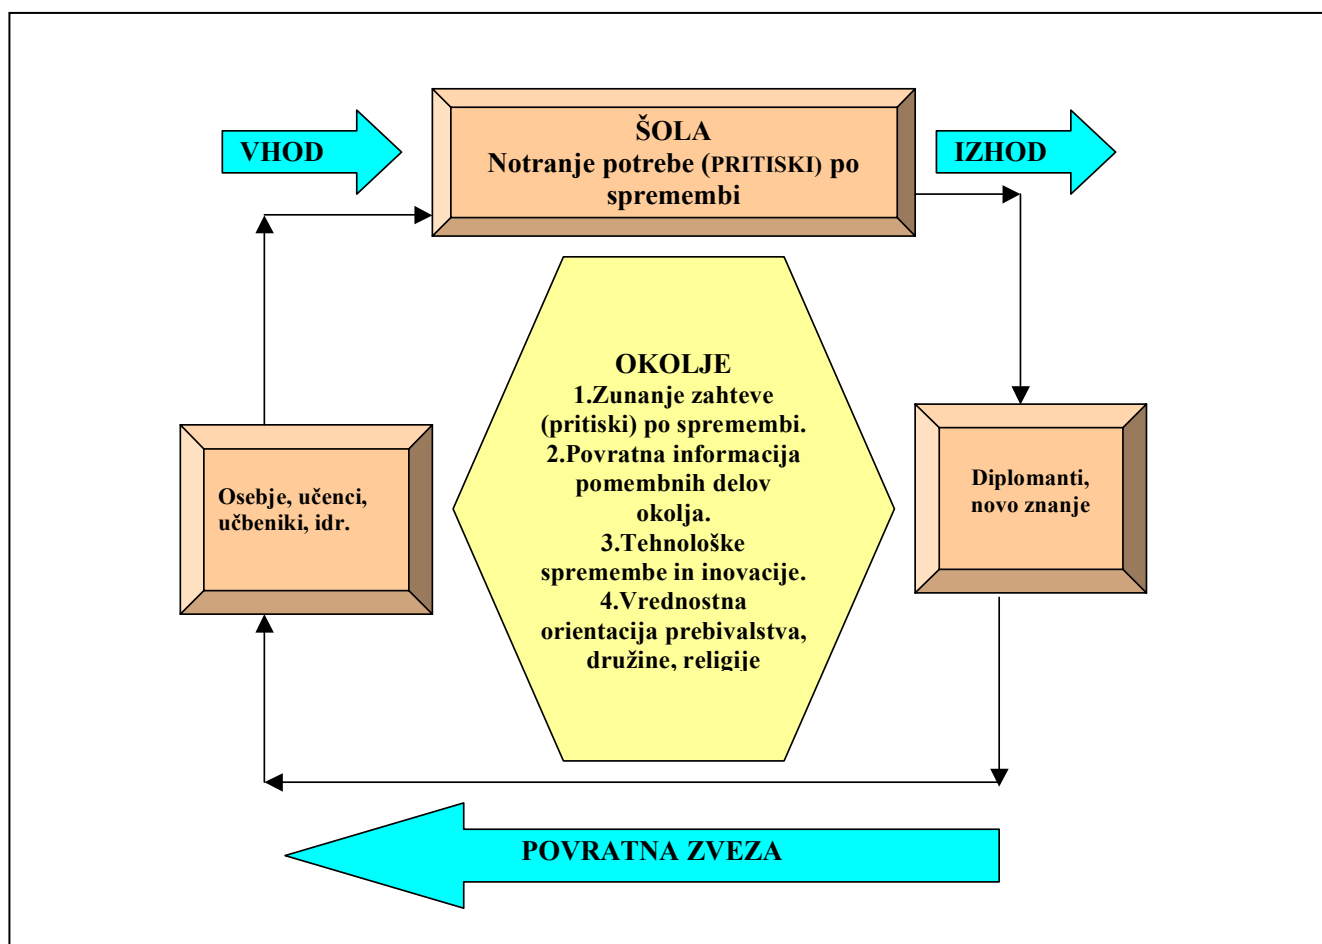 VHOD
ŠOLA
Notranje potrebe (PRITISKI) po
spremembi
IZHOD
OKOLJE
1.Zunanje zahteve
(pritiski) po spremembi.
2.Povratna informacija
pomembnih delov
okolja.
3.Tehnološke
spremembe in inovacije.
4.Vrednostna
orientacija prebivalstva,
družine, religije
Osebje, učenci,
učbeniki, idr.
Diplomanti,
novo znanje
POVRATNA ZVEZA